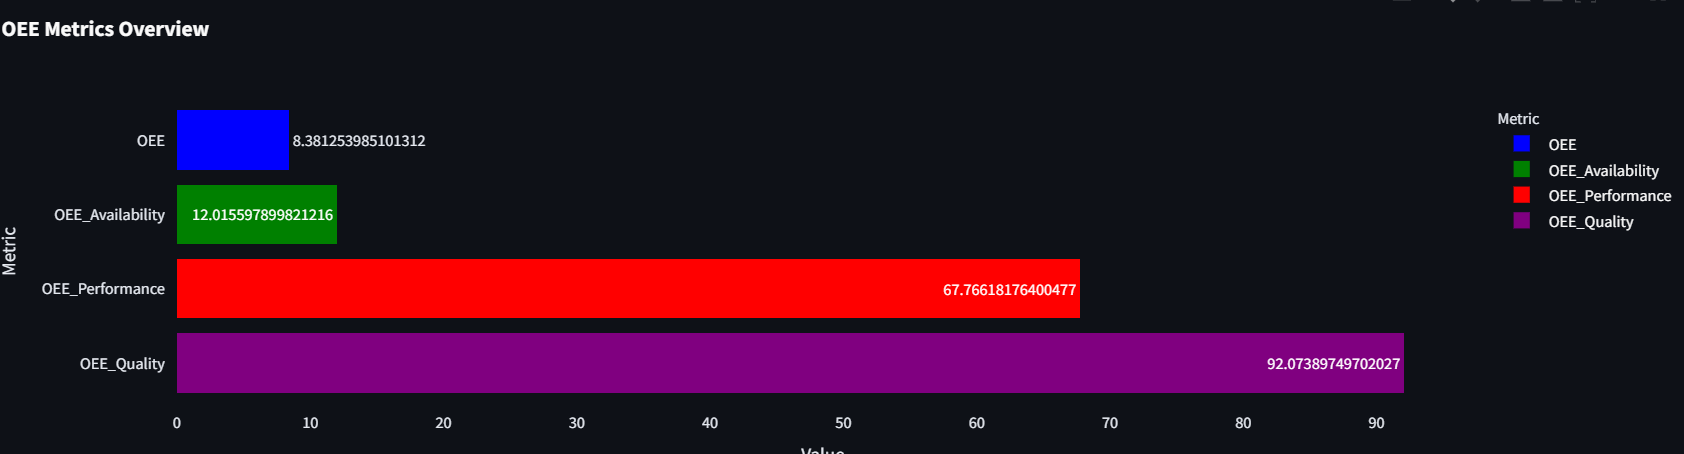 OEE Metrics Overview
Metric
OEE
8.381253985101312
OEE_Availability
12.015597899821216
OEE_Performance
67.76618176400477
OEE_Quality
92.07389749702027
0 10 20 30 40 50 60 70 80 90
Value
Metric
OEE
OEE_Availability
OEE_Performance
OEE_Quality